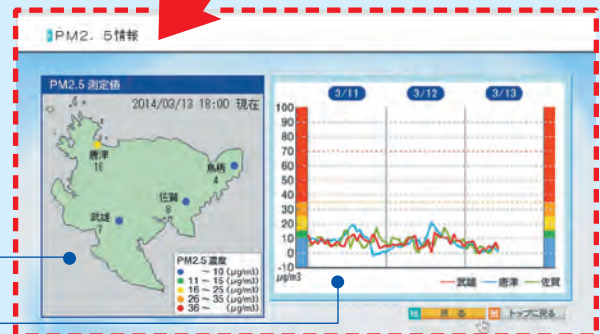 PM2.5情報
PM2.5 測定値
2014/03/13 18:00 現在
唐津
16
鳥栖
4
佐賀
8
武雄
7
PM2.5 濃度
～ 10 (μg/m3)
11 ～ 15 (μg/m3)
16 ～ 25 (μg/m3)
26 ～ 35 (μg/m3)
36 ～ (μg/m3)
3/11 3/12 3/13
100
90
80
70
60
50
40
30
20
10
0
-10
μg/m3
武雄 唐津 佐賀
戻る トップに戻る